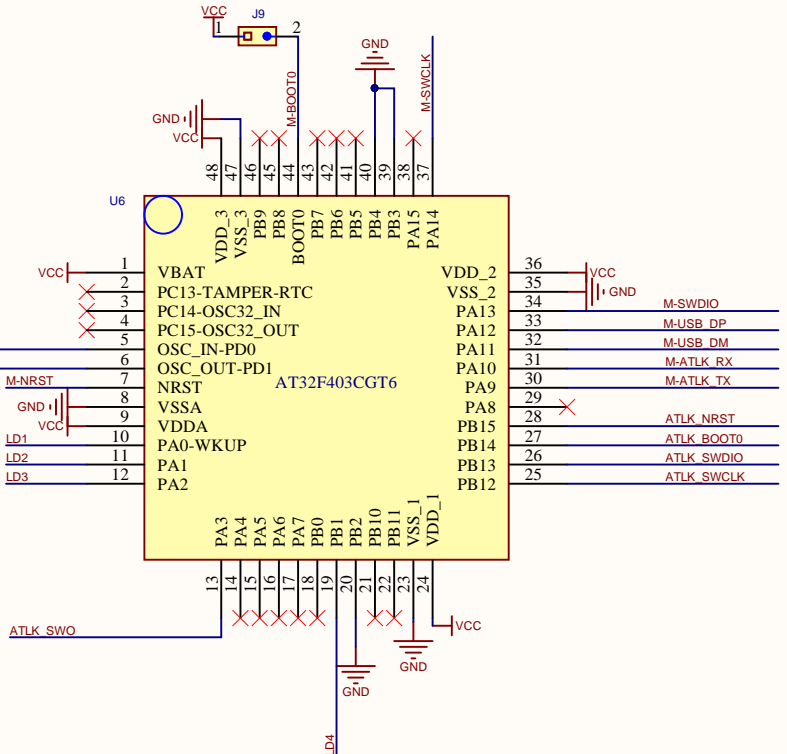 VCC
J9
1
2
GND
M-BOOT0
M-SWCLK
GND
VCC
48
47
46
45
44
43
42
41
40
39
38
37
U6
VDD_3
VSS_3
PB9
PB8
BOOT0
PB7
PB6
PB5
PB4
PB3
PA15
PA14
VCC
1
VBAT
2
PC13-TAMPER-RTC
3
PC14-OSC32_IN
4
PC15-OSC32_OUT
5
OSC_IN-PD0
6
OSC_OUT-PD1
M-NRST
7
NRST
GND
8
VSSA
VCC
9
VDDA
LD1
10
PA0-WKUP
LD2
11
PA1
LD3
12
PA2
AT32F403CGT6
VDD_2
36
VCC
VSS_2
35
GND
PA13
34
M-SWDIO
PA12
33
M-USB_DP
PA11
32
M-USB_DM
PA10
31
M-ATLK_RX
PA9
30
M-ATLK_TX
PA8
29
PB15
28
ATLK_NRST
PB14
27
ATLK_BOOT0
PB13
26
ATLK_SWDIO
PB12
25
ATLK_SWCLK
PA3
PA4
PA5
PA6
PA7
PB0
PB1
PB2
PB10
PB11
VSS_1
VDD_1
13
14
15
16
17
18
19
20
21
22
23
24
ATLK_SWO
VCC
GND
GND
LD4